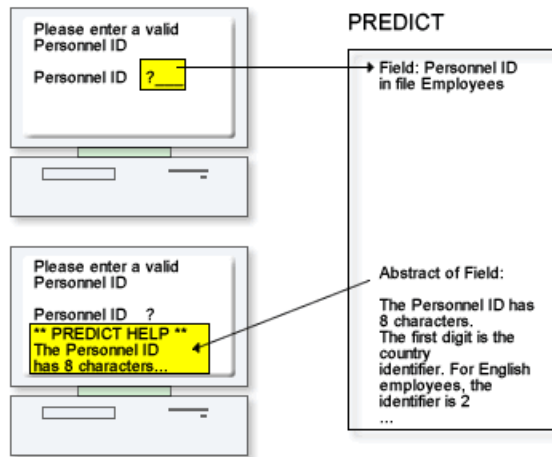 Please enter a valid
Personnel ID
Personnel ID ?___
PREDICT
Field: Personnel ID
in file Employees
Please enter a valid
Personnel ID
Personnel ID ?
** PREDICT HELP **
The Personnel ID
has 8 characters...
Abstract of Field:
The Personnel ID has
8 characters.
The first digit is the
country
identifier. For English
employees, the
identifier is 2
...